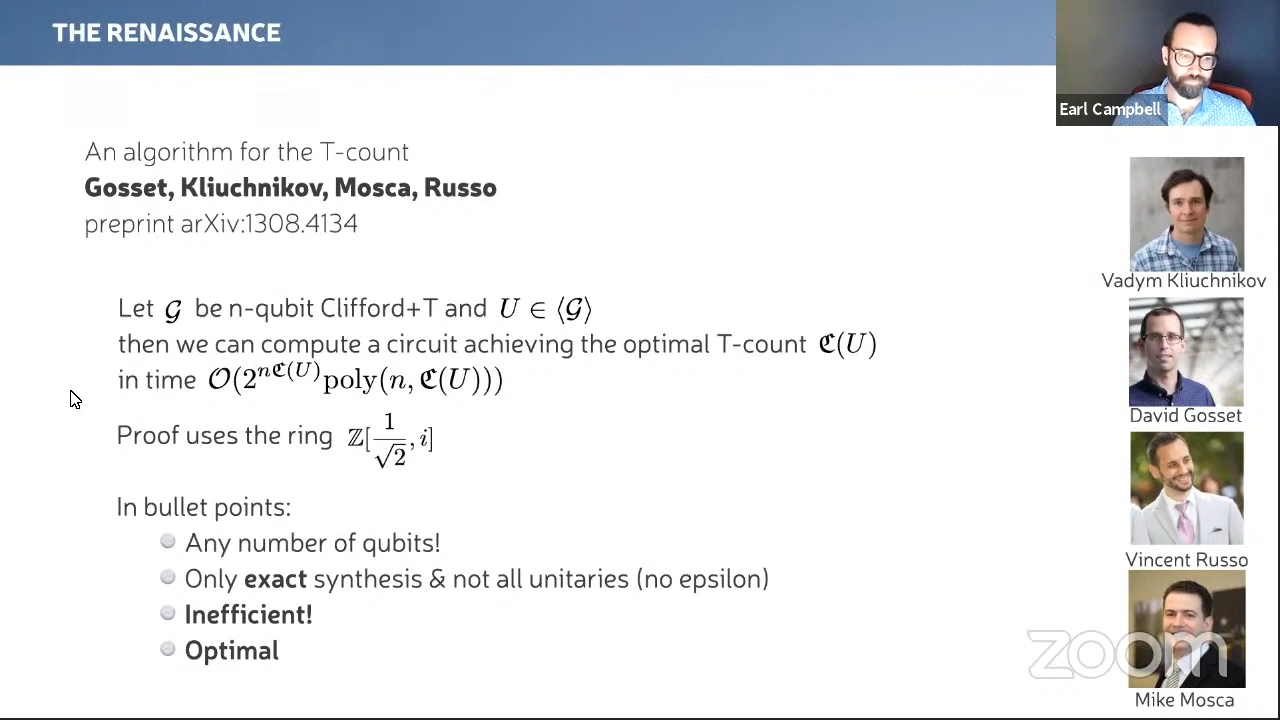 THE RENAISSANCE
Earl Campbell
An algorithm for the T-count
Gosset, Kliuchnikov, Mosca, Russo
preprint arXiv:1308.4134
Let 𝒢 be n-qubit Clifford+T and U ∈ ⟨𝒢⟩
then we can compute a circuit achieving the optimal T-count ℭ(U)
in time 𝒪(2^{nℭ(U)}poly(n, ℭ(U)))
Proof uses the ring ℤ[1/√2, i]
In bullet points:
Any number of qubits!
Only exact synthesis & not all unitaries (no epsilon)
Inefficient!
Optimal
Vadym Kliuchnikov
David Gosset
Vincent Russo
zoom
Mike Mosca